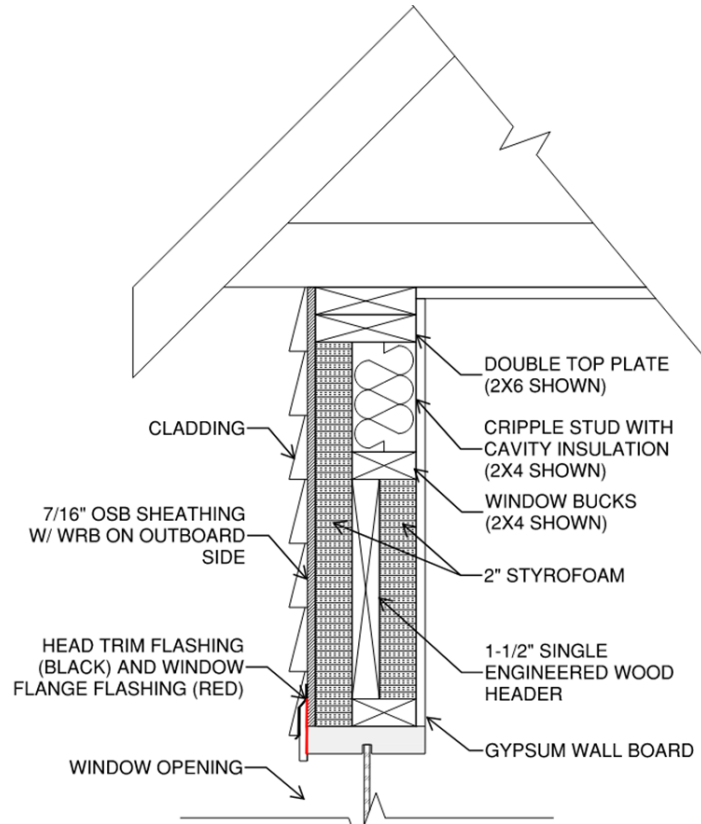 DOUBLE TOP PLATE
(2X6 SHOWN)
CRIPPLE STUD WITH
CAVITY INSULATION
(2X4 SHOWN)
CLADDING
WINDOW BUCKS
(2X4 SHOWN)
7/16" OSB SHEATHING
W/ WRB ON OUTBOARD
SIDE
2" STYROFOAM
HEAD TRIM FLASHING
(BLACK) AND WINDOW
FLANGE FLASHING (RED)
1-1/2" SINGLE
ENGINEERED WOOD
HEADER
GYPSUM WALL BOARD
WINDOW OPENING